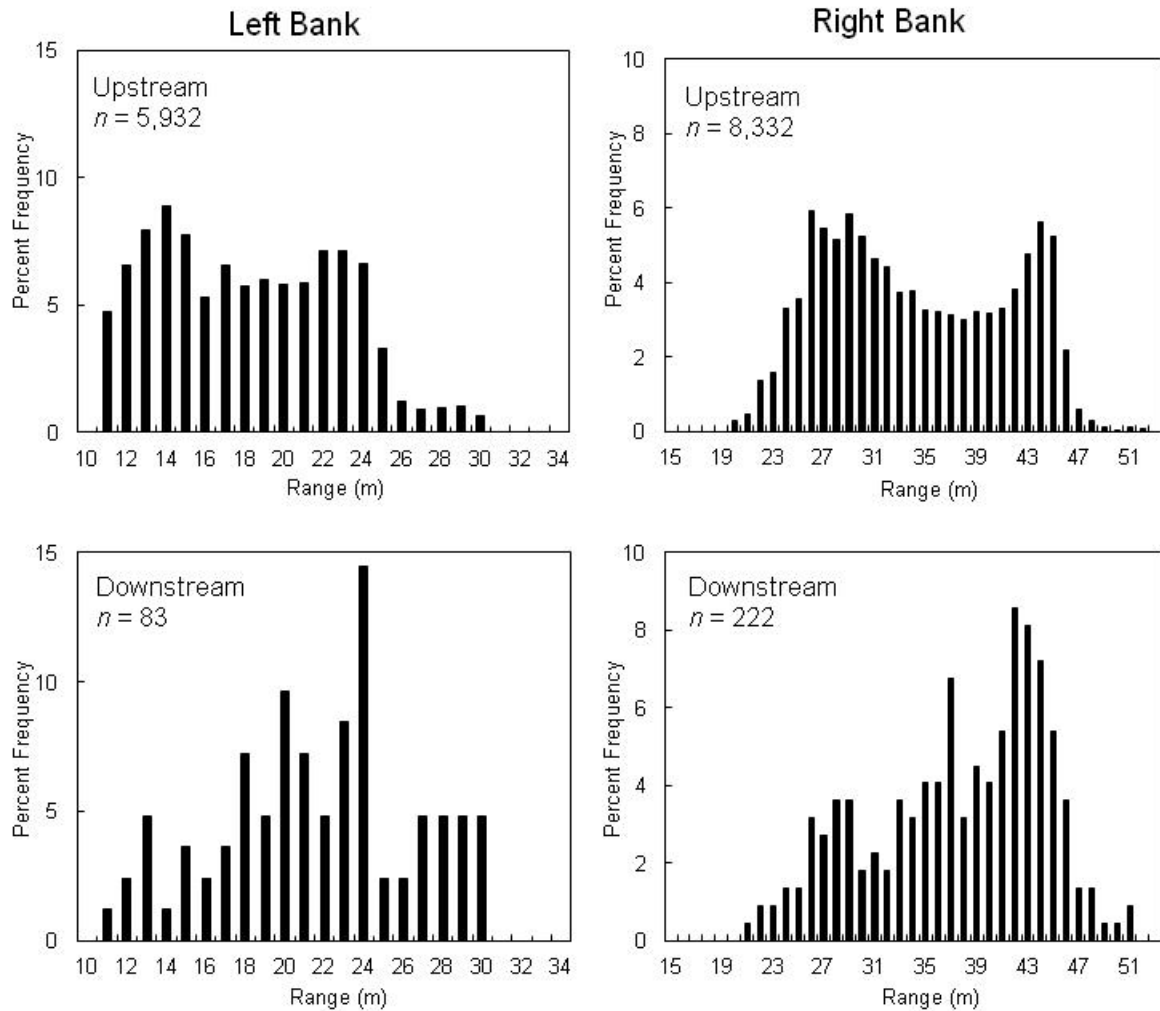 Left Bank
Right Bank
15
10
5
0
Percent Frequency
Upstream
n = 5,932
10 12 14 16 18 20 22 24 26 28 30 32 34
Range (m)
10
8
6
4
2
0
Percent Frequency
Upstream
n = 8,332
15 19 23 27 31 35 39 43 47 51
Range (m)
15
10
5
0
Percent Frequency
Downstream
n = 83
10 12 14 16 18 20 22 24 26 28 30 32 34
Range (m)
10
8
6
4
2
0
Percent Frequency
Downstream
n = 222
15 19 23 27 31 35 39 43 47 51
Range (m)